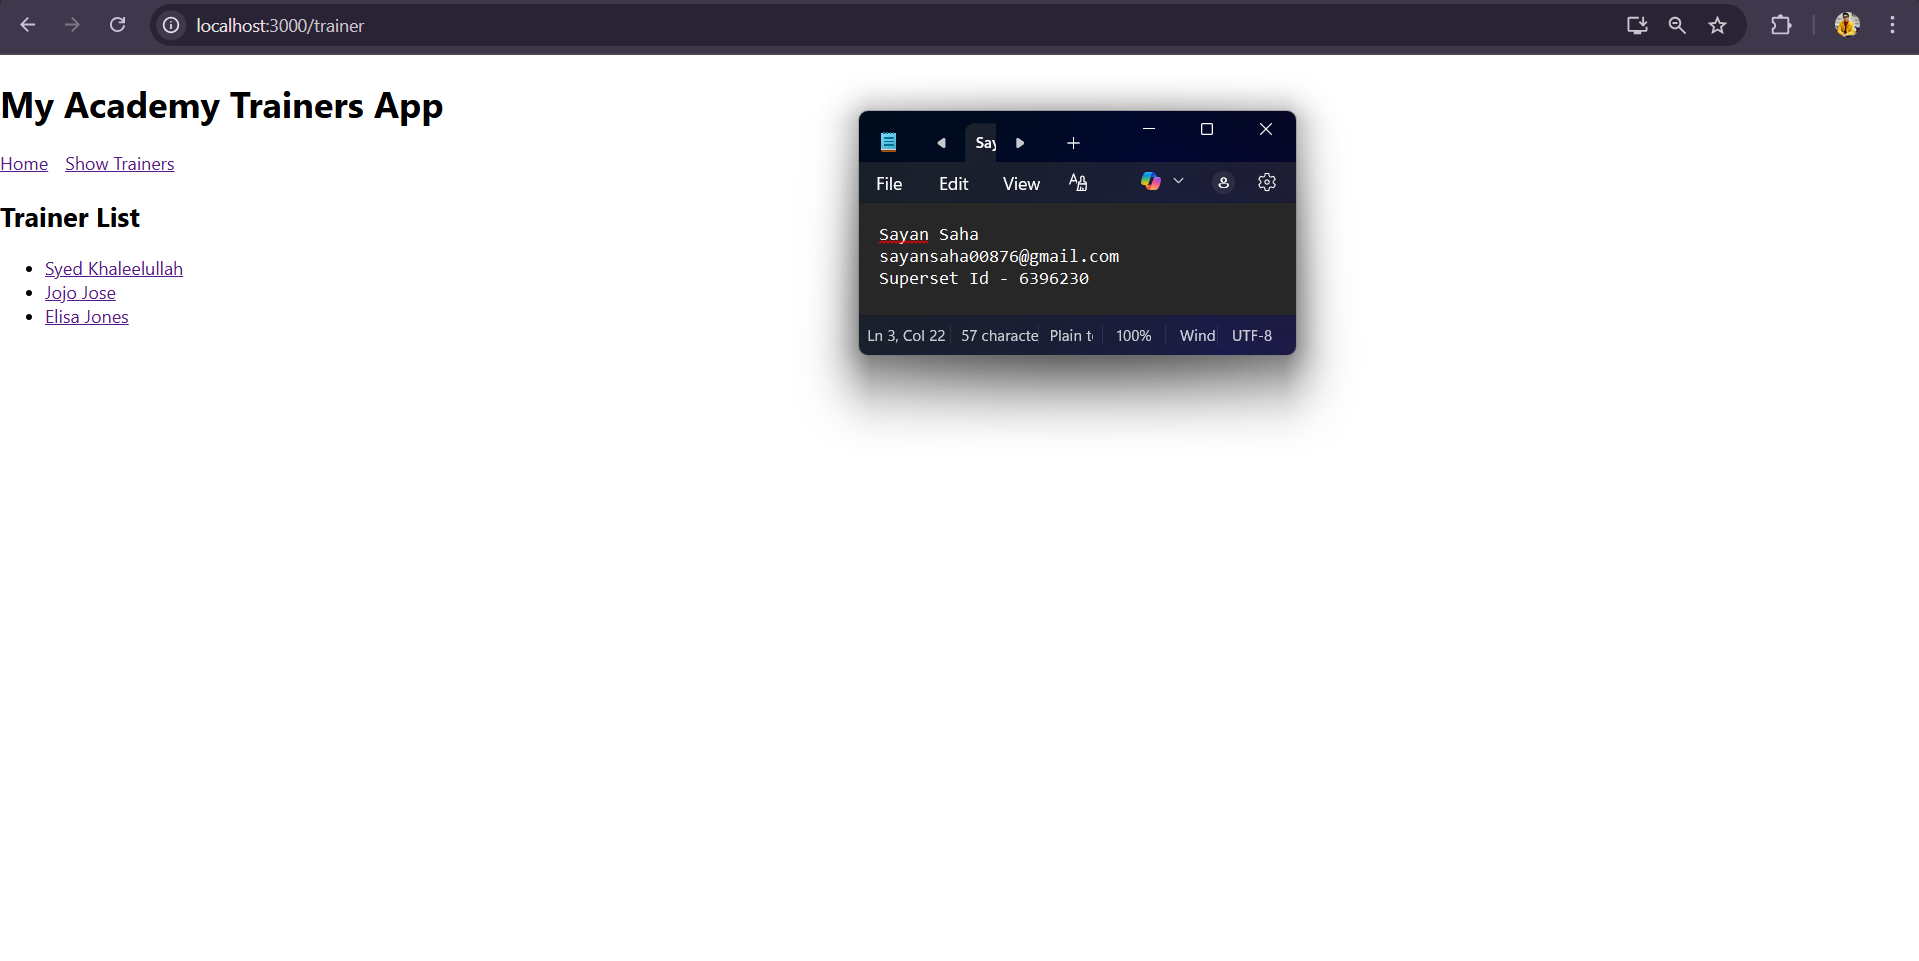 localhost:3000/trainer
My Academy Trainers App
Home Show Trainers
Trainer List
Syed Khaleelullah
Jojo Jose
Elisa Jones
Say
File Edit View
Sayan Saha
sayansaha00876@gmail.com
Superset Id - 6396230
Ln 3, Col 22 57 characte Plain t 100% Wind UTF-8